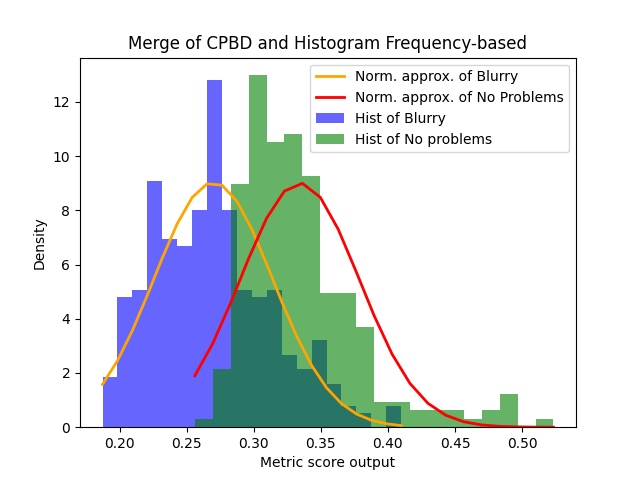 Merge of CPBD and Histogram Frequency-based
Norm. approx. of Blurry
Norm. approx. of No Problems
Hist of Blurry
Hist of No problems
Density
12
10
8
6
4
2
0
0.20 0.25 0.30 0.35 0.40 0.45 0.50
Metric score output